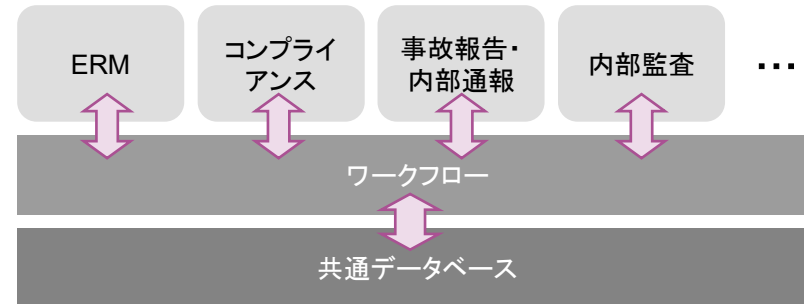 ERM
コンプライ
アンス
事故報告・
内部通報
内部監査
…
ワークフロー
共通データベース